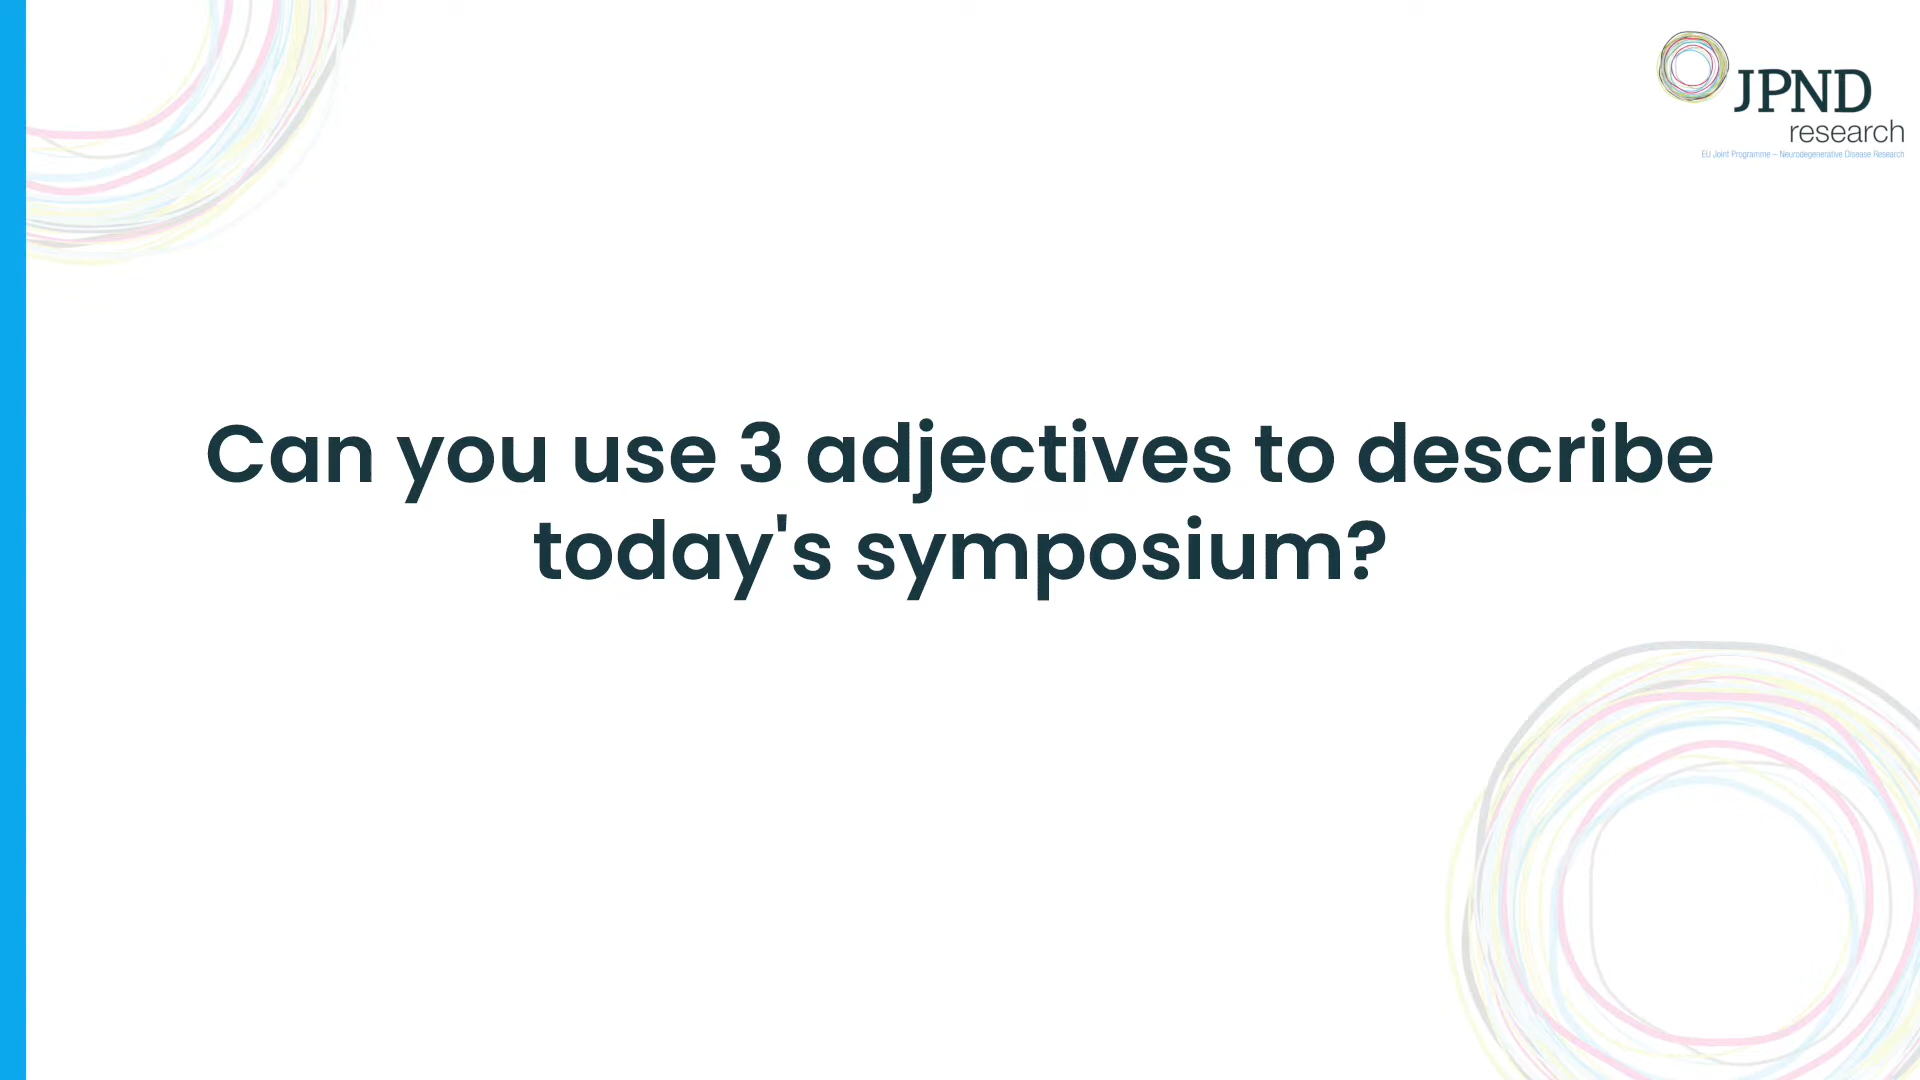 JPND
research
EU Joint Programme – Neurodegenerative Disease Research
Can you use 3 adjectives to describe
today's symposium?